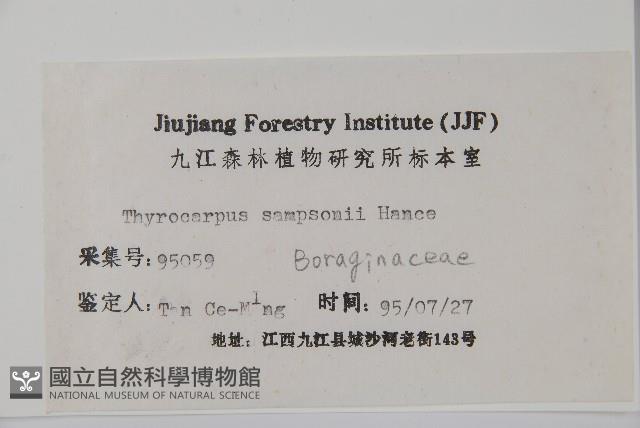 Jiujiang Forestry Institute (JJF)
九江森林植物研究所标本室
Thyrocarpus sampsonii Hance
采集号: 95059 Boraginaceae
鉴定人: Tan Ce-Ming 时间: 95/07/27
地址: 江西九江县城沙河老街143号
國立自然科學博物館
NATIONAL MUSEUM OF NATURAL SCIENCE